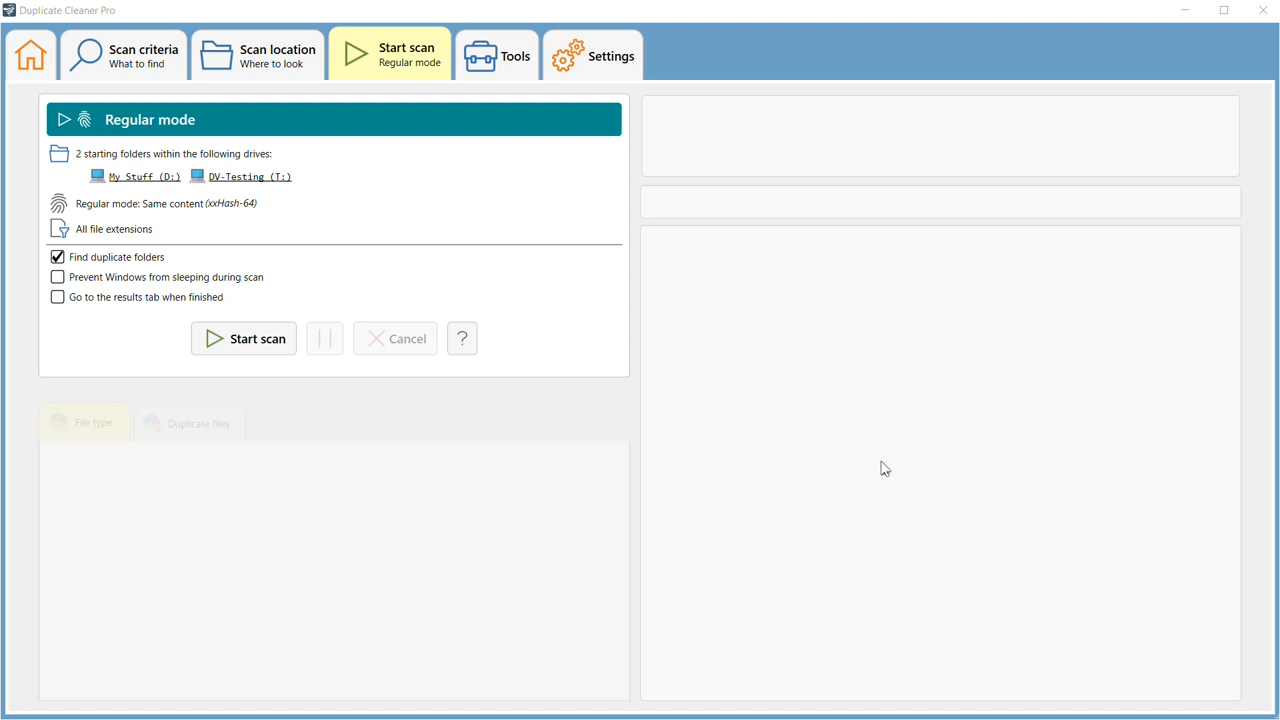 Duplicate Cleaner Pro
Scan criteria
What to find
Scan location
Where to look
Start scan
Regular mode
Tools
Settings
Regular mode
2 starting folders within the following drives:
My Stuff (D:) DV-Testing (T:)
Regular mode: Same content (xxHash-64)
All file extensions
Find duplicate folders
Prevent Windows from sleeping during scan
Go to the results tab when finished
Start scan Cancel ?
File type Duplicate files